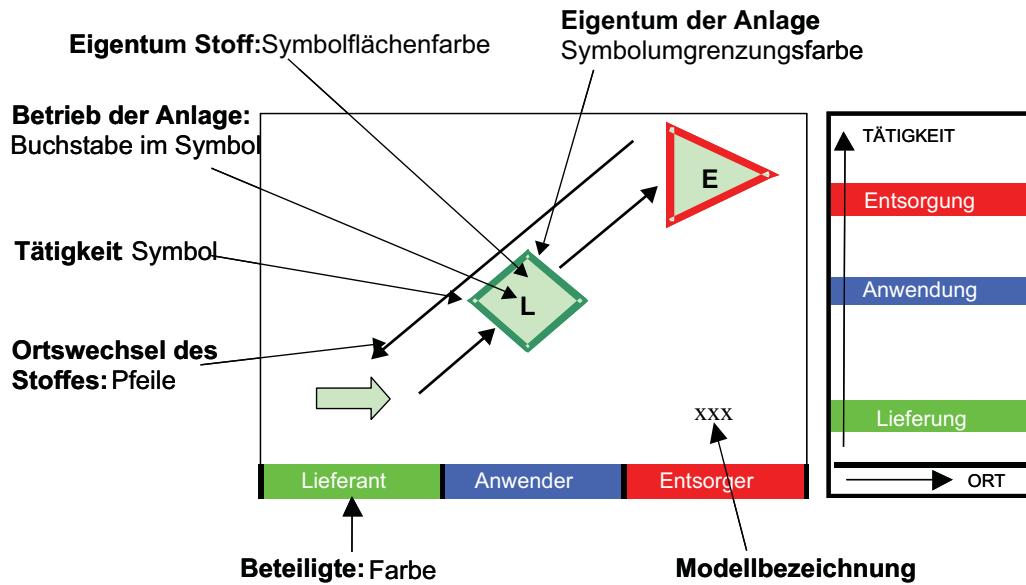 Eigentum Stoff: Symbolflächenfarbe
Eigentum der Anlage
Symbolumgrenzungsfarbe
Betrieb der Anlage:
Buchstabe im Symbol
Tätigkeit Symbol
Ortswechsel des
Stoffes: Pfeile
E
L
xxx
Lieferant
Anwender
Entsorger
Beteiligte: Farbe
Modellbezeichnung
TÄTIGKEIT
Entsorgung
Anwendung
Lieferung
ORT